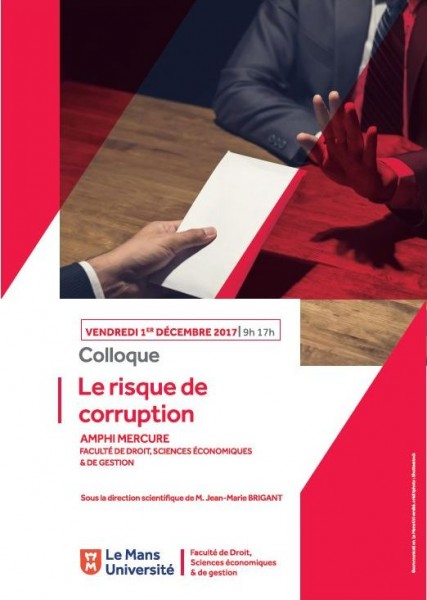 VENDREDI 1ER DÉCEMBRE 2017 | 9h 17h
Colloque
Le risque de
corruption
AMPHI MERCURE
FACULTÉ DE DROIT, SCIENCES ÉCONOMIQUES
& DE GESTION
Sous la direction scientifique de M. Jean-Marie BRIGANT
Le Mans
Université
Faculté de Droit,
Sciences économiques
& de gestion